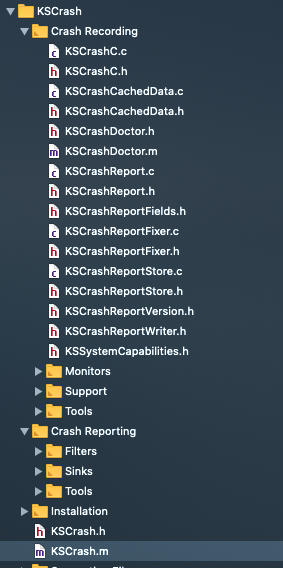 KSCrash
Crash Recording
c KSCrashC.c
h KSCrashC.h
c KSCrashCachedData.c
h KSCrashCachedData.h
h KSCrashDoctor.h
m KSCrashDoctor.m
c KSCrashReport.c
h KSCrashReport.h
h KSCrashReportFields.h
c KSCrashReportFixer.c
h KSCrashReportFixer.h
c KSCrashReportStore.c
h KSCrashReportStore.h
h KSCrashReportVersion.h
h KSCrashReportWriter.h
h KSSystemCapabilities.h
Monitors
Support
Tools
Crash Reporting
Filters
Sinks
Tools
Installation
h KSCrash.h
m KSCrash.m